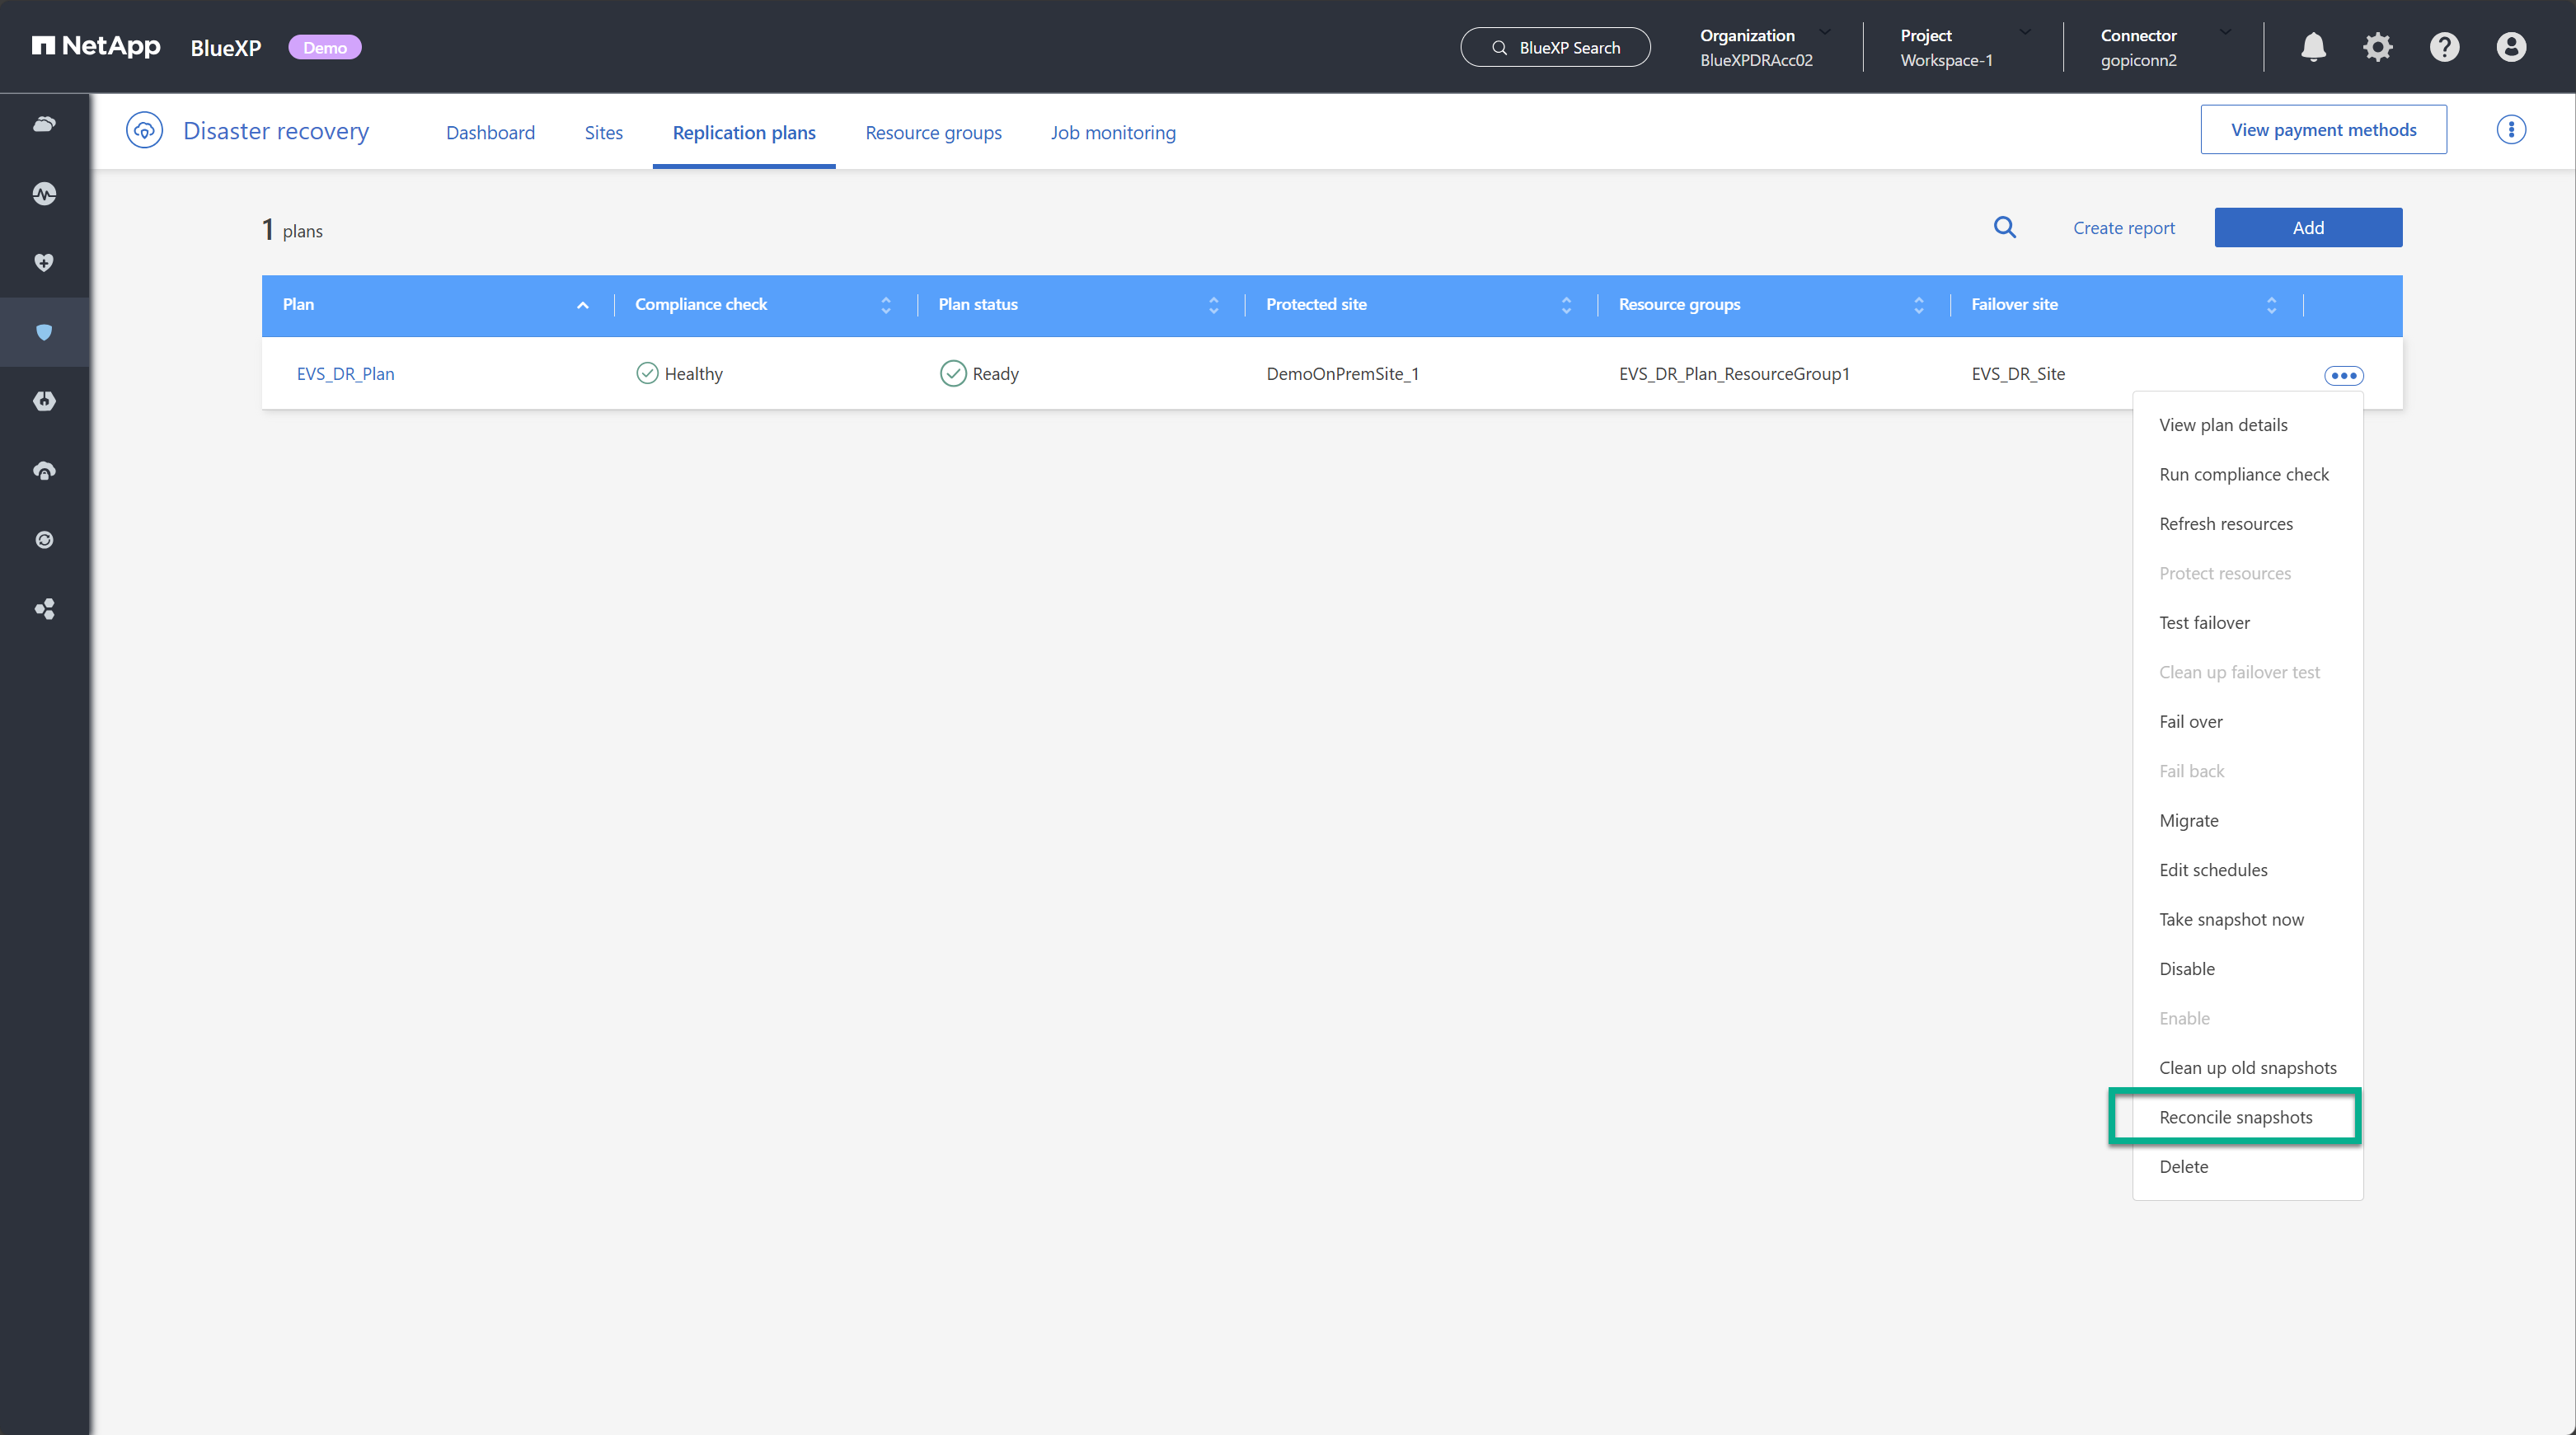 NetApp BlueXP Demo
BlueXP Search
Organization
BlueXPDRAcc02
Project
Workspace-1
Connector
gopiconn2
Disaster recovery
Dashboard
Sites
Replication plans
Resource groups
Job monitoring
View payment methods
1 plans
Create report
Add
Plan
Compliance check
Plan status
Protected site
Resource groups
Failover site
EVS_DR_Plan
Healthy
Ready
DemoOnPremSite_1
EVS_DR_Plan_ResourceGroup1
EVS_DR_Site
View plan details
Run compliance check
Refresh resources
Protect resources
Test failover
Clean up failover test
Fail over
Fail back
Migrate
Edit schedules
Take snapshot now
Disable
Enable
Clean up old snapshots
Reconcile snapshots
Delete